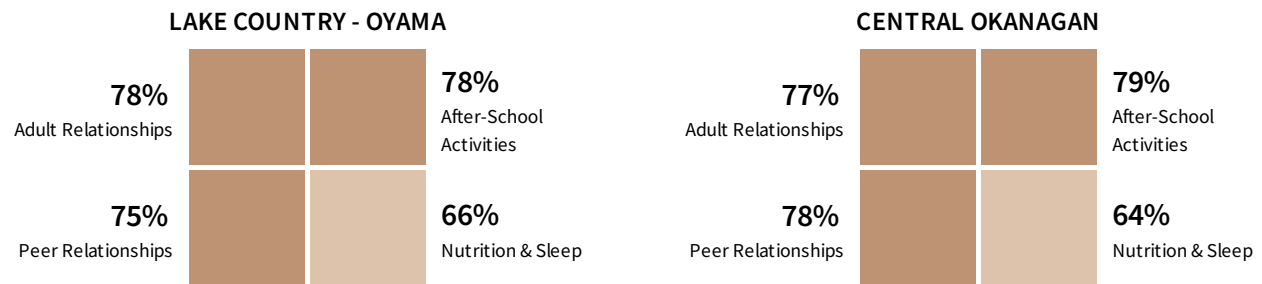 LAKE COUNTRY - OYAMA
78%
Adult Relationships
78%
After-School
Activities
75%
Peer Relationships
66%
Nutrition & Sleep
CENTRAL OKANAGAN
77%
Adult Relationships
79%
After-School
Activities
78%
Peer Relationships
64%
Nutrition & Sleep